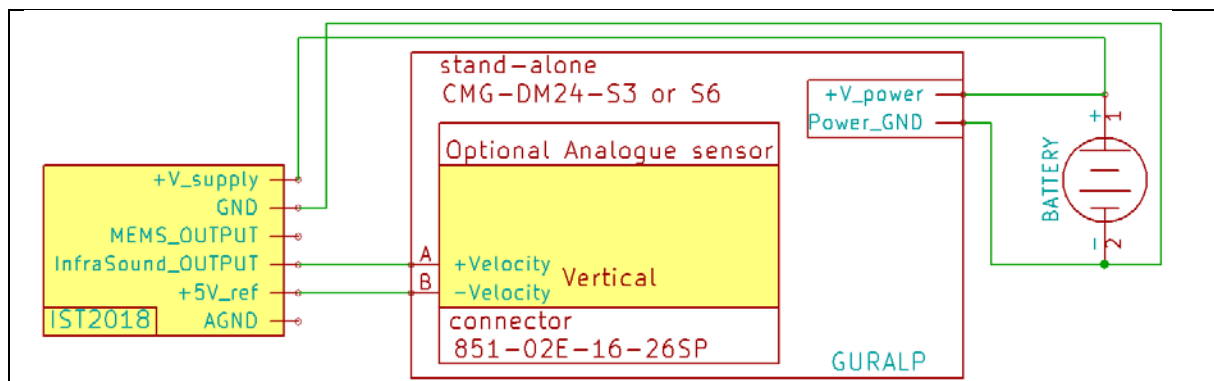 stand-alone
CMG-DM24-S3 or S6
+V_power
Power_GND
Optional Analogue sensor
+ 1
BATTERY
- 2
+V_supply
GND
MEMS_OUTPUT
InfraSound_OUTPUT
+5V_ref
AGND
IST2018
A
B
+Velocity
-Velocity
Vertical
connector
851-02E-16-26SP
GURALP